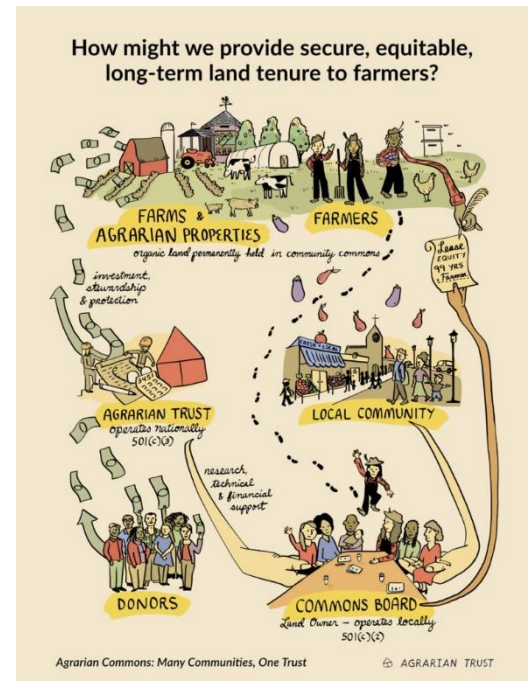 How might we provide secure, equitable,
long-term land tenure to farmers?
FARMS &
AGRARIAN PROPERTIES
FARMERS
organic land permanently held in community commons
Lease
EQUITY
99 YRS
investment,
stewardship
& protection
FRESH & LOCAL
AGRARIAN TRUST
operates nationally
501(c)(3)
LOCAL COMMUNITY
research,
technical
& financial
support
DONORS
COMMONS BOARD
Land Owner – operates locally
501(c)(2)
Agrarian Commons: Many Communities, One Trust
AGRARIAN TRUST